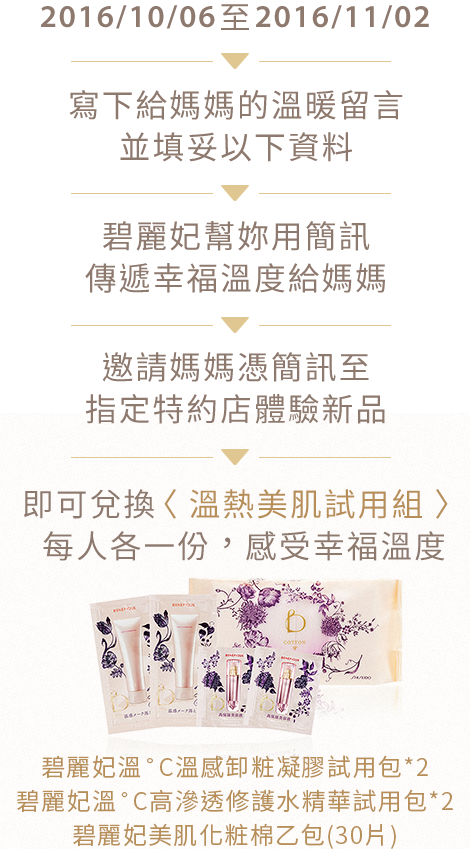 2016/10/06至2016/11/02
寫下給媽媽的溫暖留言
並填妥以下資料
碧麗妃幫妳用簡訊
傳遞幸福溫度給媽媽
邀請媽媽憑簡訊至
指定特約店體驗新品
即可兌換〈溫熱美肌試用組〉
每人各一份，感受幸福溫度
BENEFIQUE
BENEFIQUE
COTTON
BENEFIQUE
BENEFIQUE
SHISEIDO
碧麗妃溫°C溫感卸粧凝膠試用包*2
碧麗妃溫°C高滲透修護水精華試用包*2
碧麗妃美肌化粧棉乙包(30片)